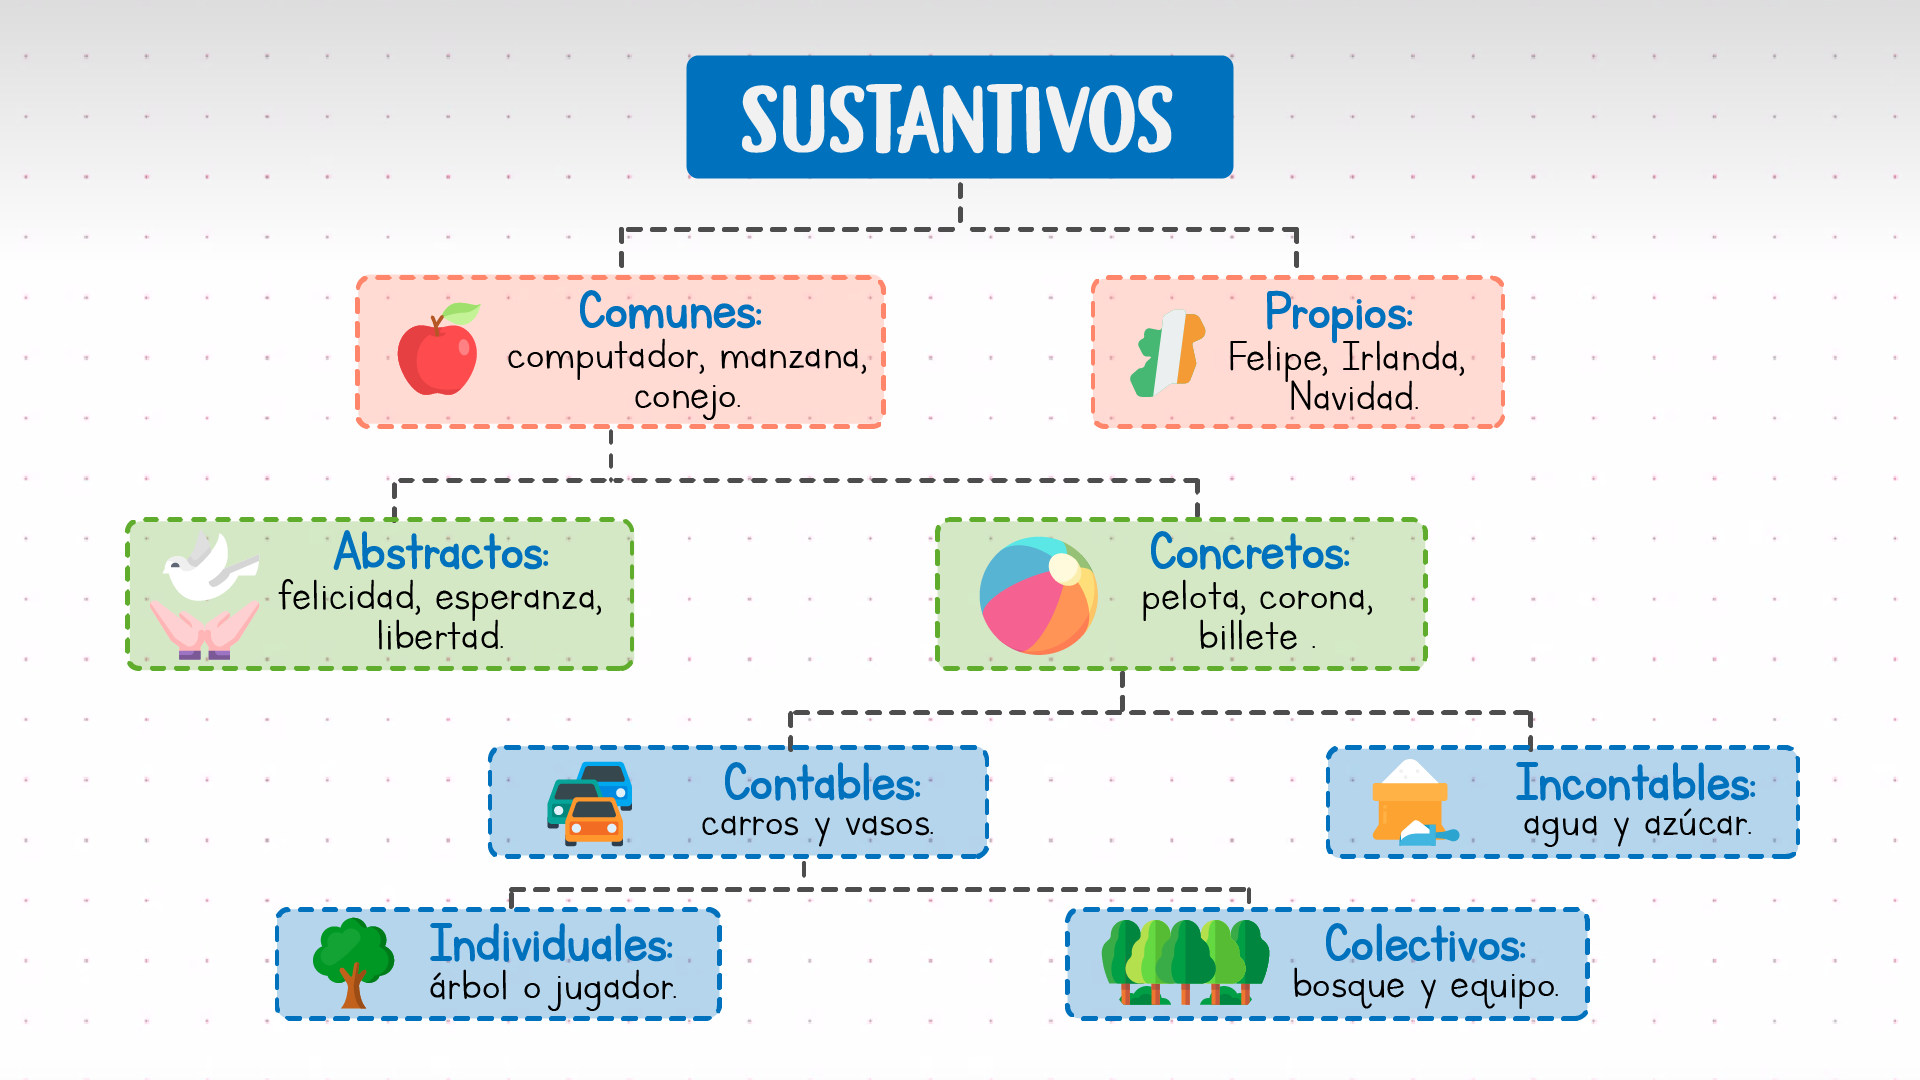 SUSTANTIVOS
Comunes:
computador, manzana,
conejo.
Propios:
Felipe, Irlanda,
Navidad.
Abstractos:
felicidad, esperanza,
libertad.
Concretos:
pelota, corona,
billete .
Contables:
carros y vasos.
Incontables:
agua y azúcar.
Individuales:
árbol o jugador.
Colectivos:
bosque y equipo.